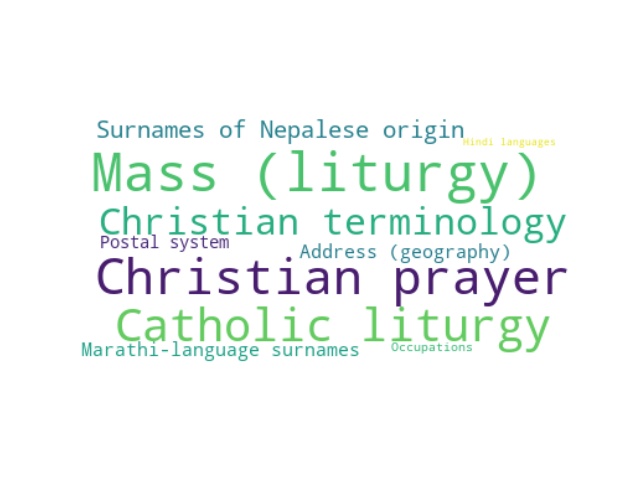 Surnames of Nepalese origin
Hindi languages
Mass (liturgy)
Christian terminology
Postal system
Address (geography)
Christian prayer
Catholic liturgy
Marathi-language surnames
Occupations